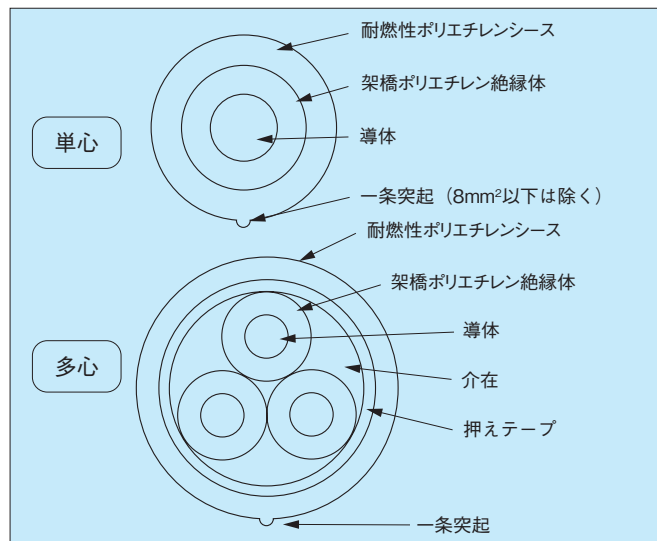 耐燃性ポリエチレンシース
架橋ポリエチレン絶縁体
単心
導体
一条突起（8mm²以下は除く）
耐燃性ポリエチレンシース
架橋ポリエチレン絶縁体
導体
多心
介在
押えテープ
一条突起